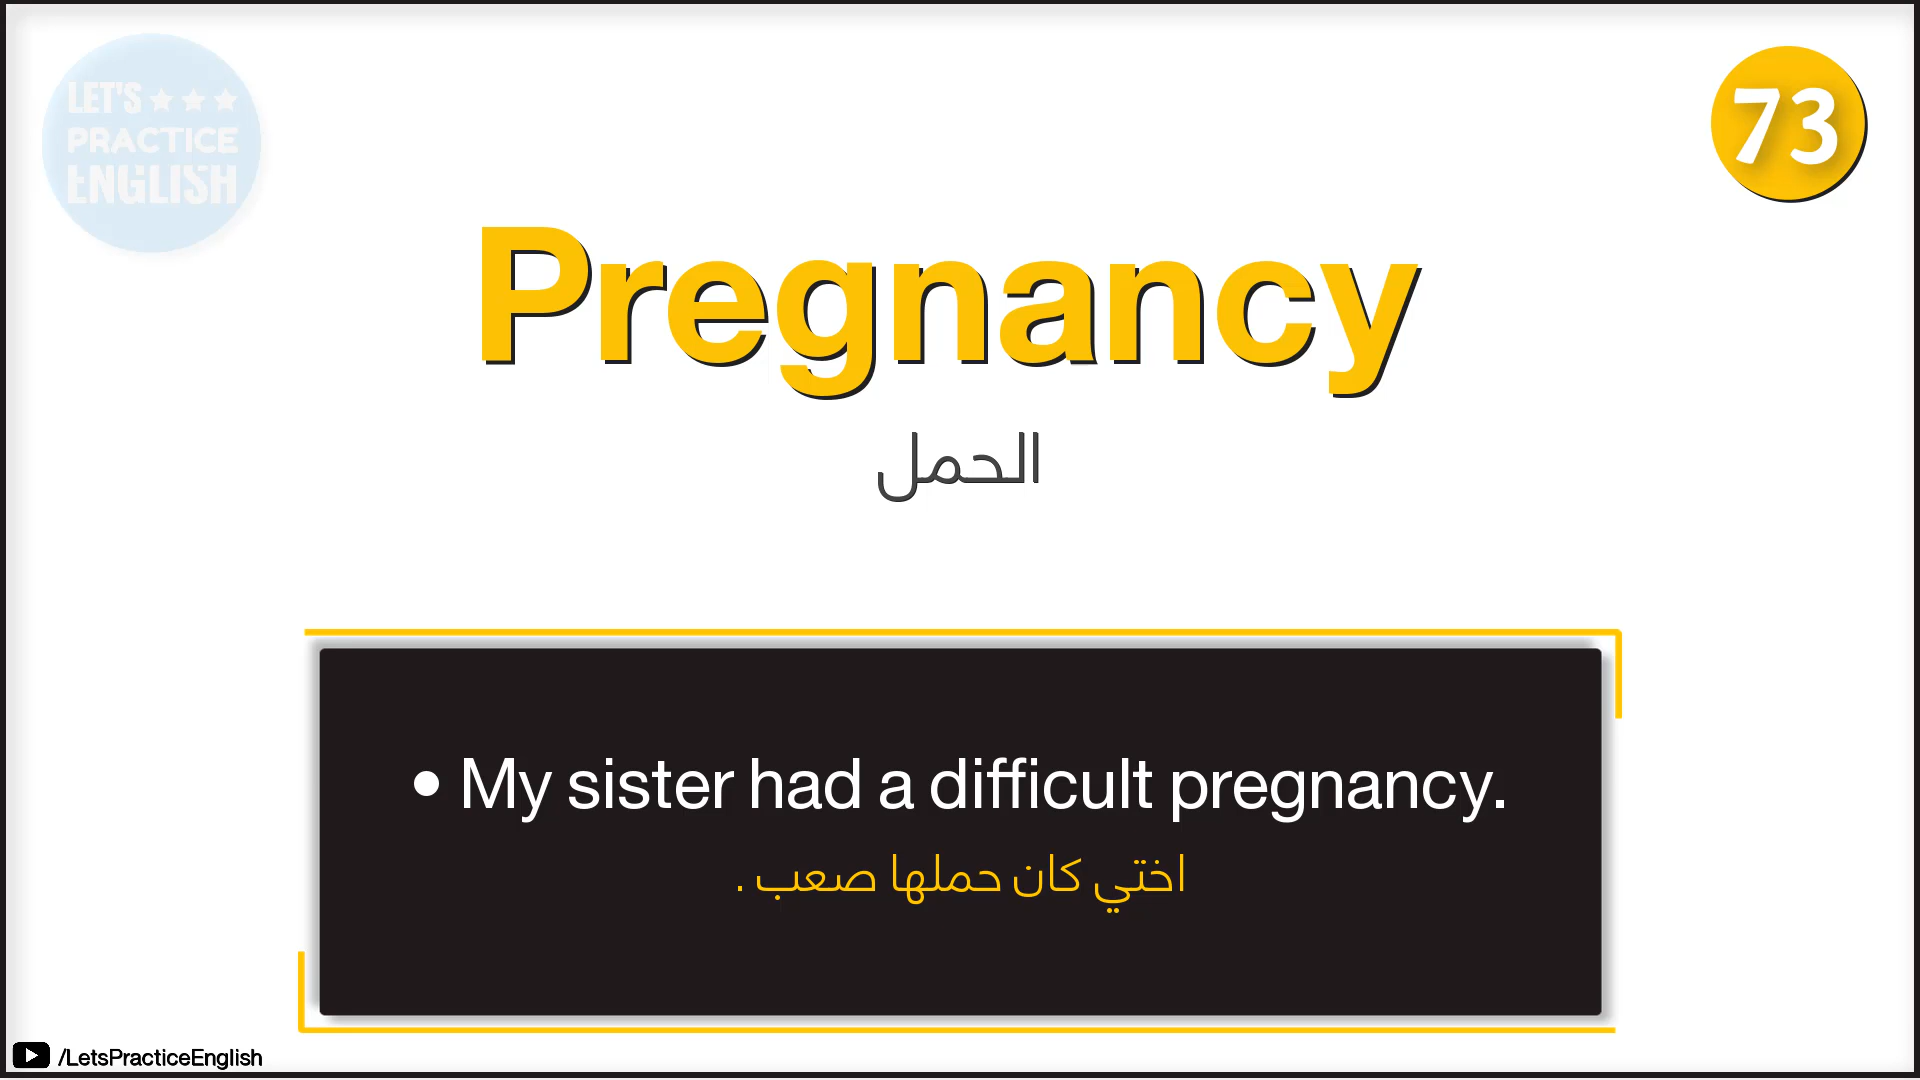 LET'S
PRACTICE
ENGLISH
73
Pregnancy
الحمل
• My sister had a difficult pregnancy.
اختي كان حملها صعب .
/LetsPracticeEnglish